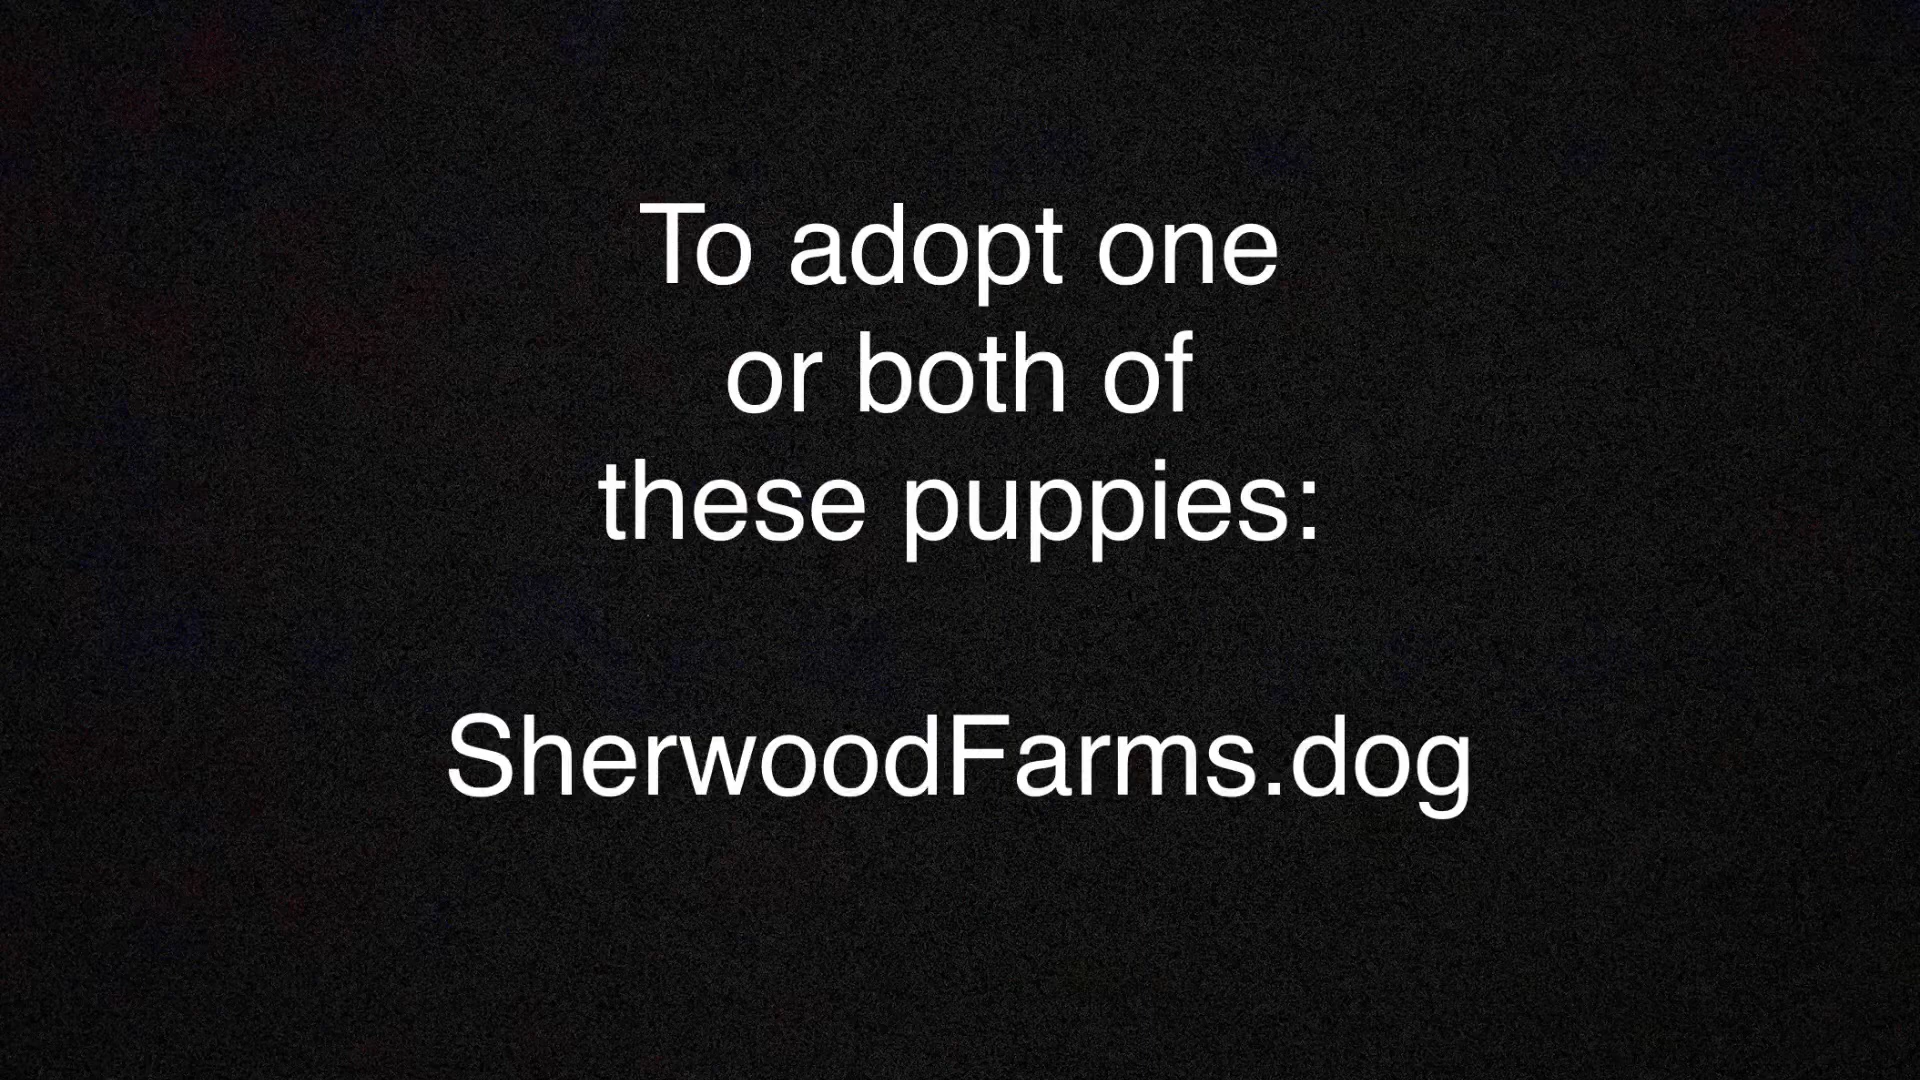 To adopt one
or both of
these puppies:
SherwoodFarms.dog